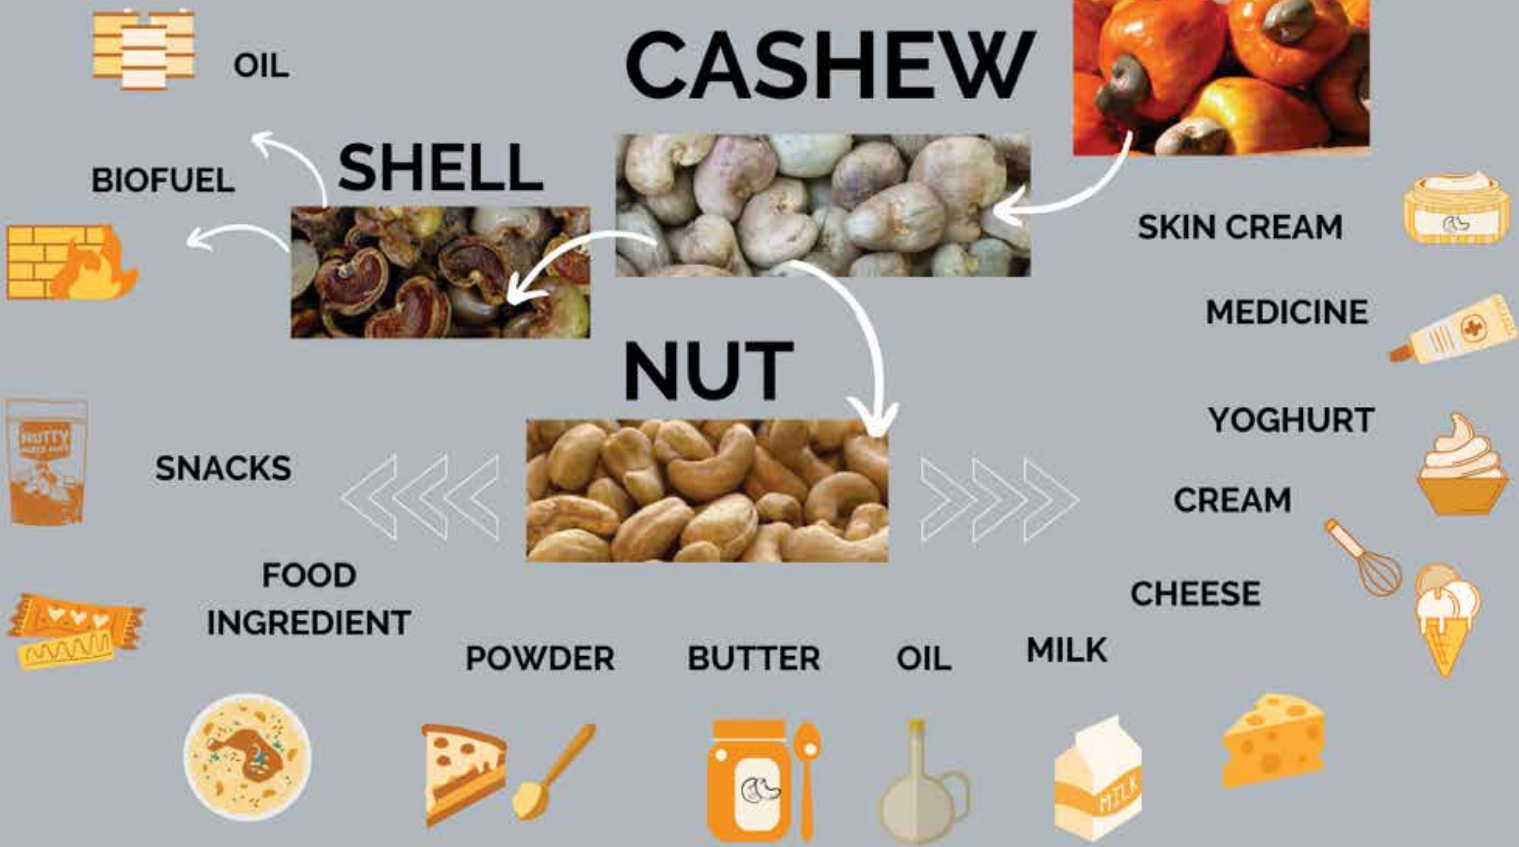 OIL
CASHEW
SHELL
BIOFUEL
SKIN CREAM
MEDICINE
NUT
YOGHURT
NUTTY
SNACKS
CREAM
FOOD
INGREDIENT
CHEESE
POWDER
BUTTER
OIL
MILK
MILK